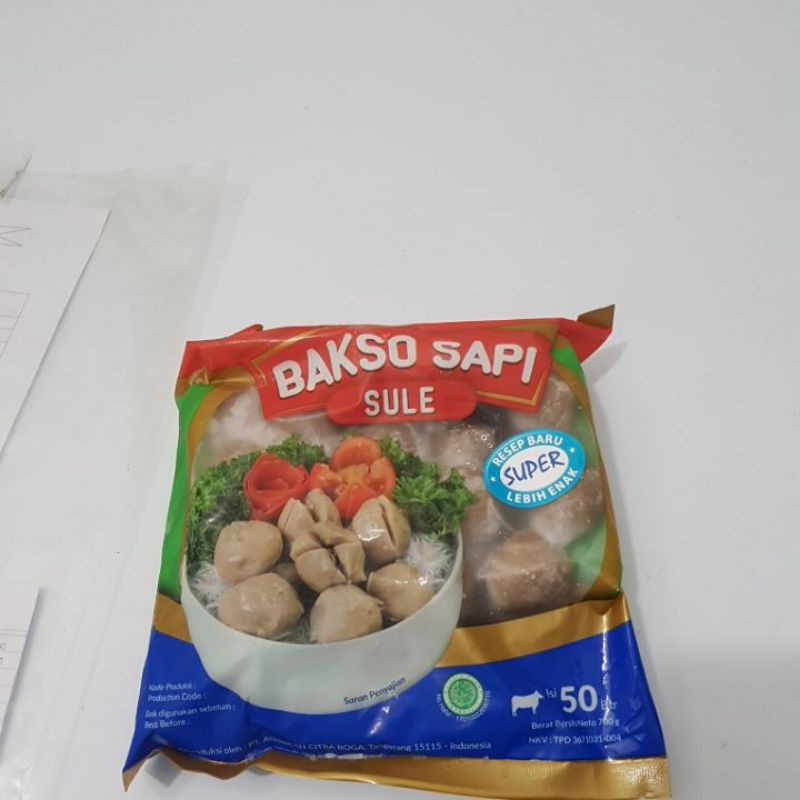 BAKSO SAPI
SULE
RESEP BARU
SUPER
LEBIH ENAK
Saran Penyajian
Kode Produksi :
Production Code :
Baik digunakan sebelum :
Best Before :
Isi 50 Btr
Berat Bersih/Neto 700 g
NKV : TPD 3671031-004
CITRA BOGA, Tangerang 15115 - Indonesia